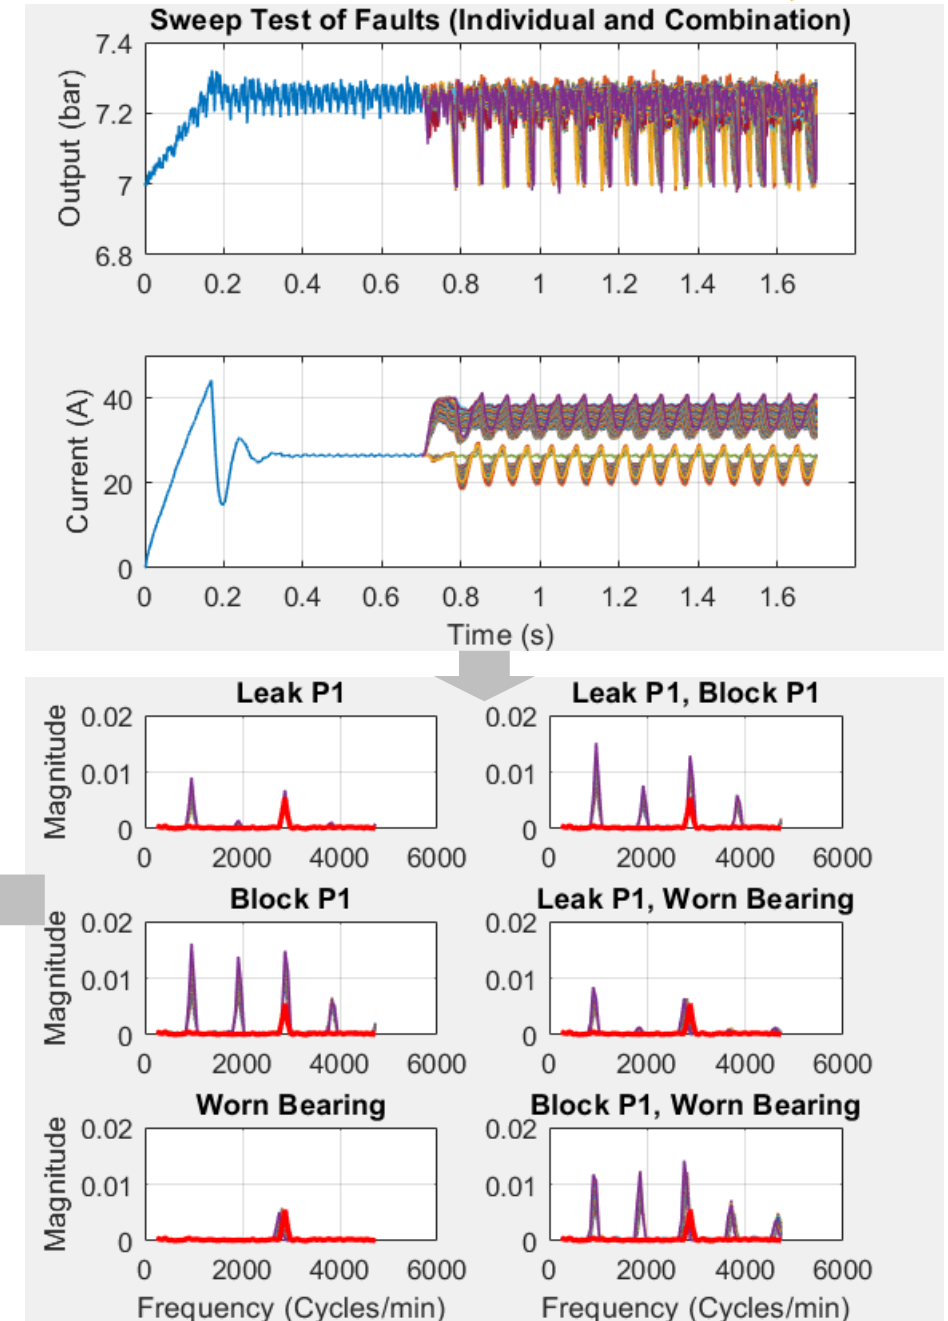 Sweep Test of Faults (Individual and Combination)
Output (bar)
7.4
7.2
7
6.8
0 0.2 0.4 0.6 0.8 1 1.2 1.4 1.6
Current (A)
40
20
0
0 0.2 0.4 0.6 0.8 1 1.2 1.4 1.6
Time (s)
Leak P1
Magnitude
0.02
0.01
0
0 2000 4000 6000
Leak P1, Block P1
0.02
0.01
0
0 2000 4000 6000
Block P1
Magnitude
0.02
0.01
0
0 2000 4000 6000
Leak P1, Worn Bearing
0.02
0.01
0
0 2000 4000 6000
Worn Bearing
Magnitude
0.02
0.01
0
0 2000 4000 6000
Frequency (Cycles/min)
Block P1, Worn Bearing
0.02
0.01
0
0 2000 4000 6000
Frequency (Cycles/min)